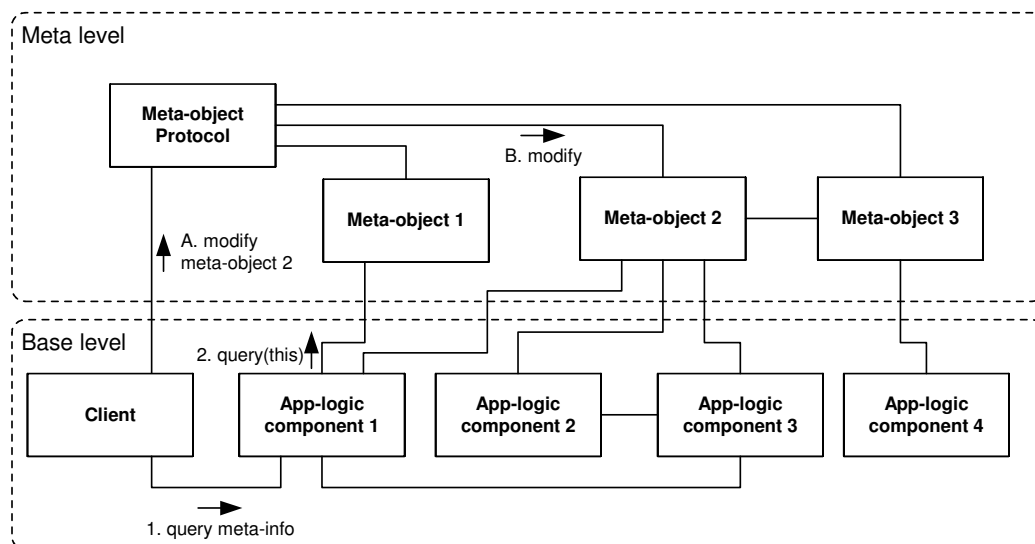 Meta level
Meta-object
Protocol
B. modify
Meta-object 1
Meta-object 2
Meta-object 3
A. modify
meta-object 2
Base level
2. query(this)
Client
App-logic
component 1
App-logic
component 2
App-logic
component 3
App-logic
component 4
1. query meta-info